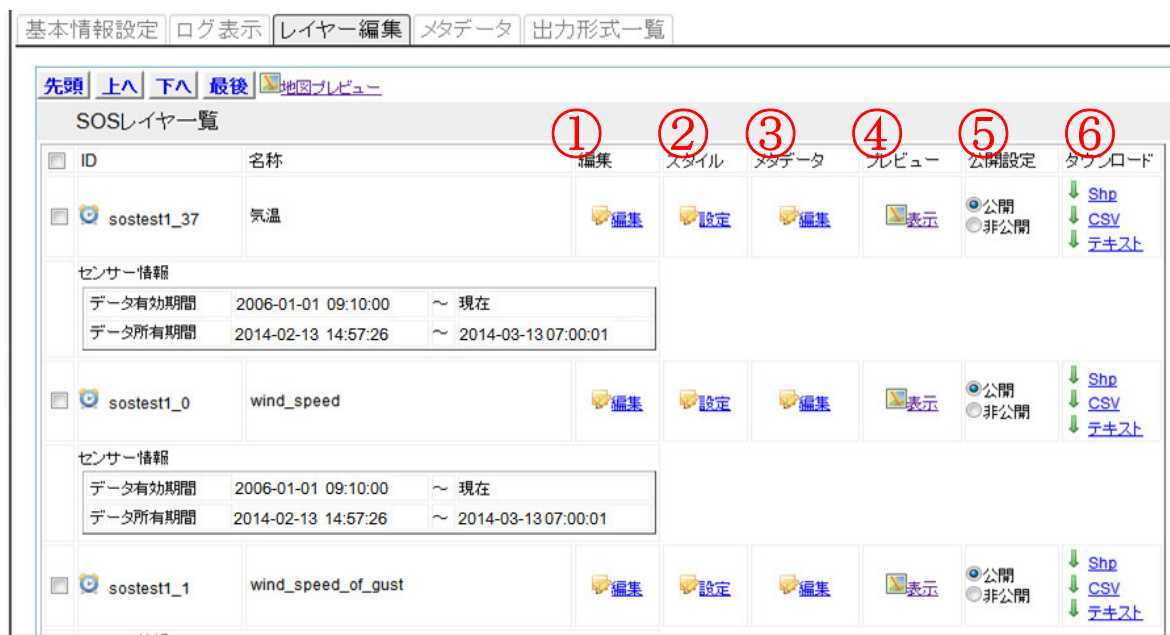 基本情報設定 ログ表示 レイヤー編集 メタデータ 出力形式一覧
先頭 上へ 下へ 最後 地図プレビュー
SOSレイヤ一覧
① ② ③ ④ ⑤ ⑥
ID 名称 編集 スタイル メタデータ プレビュー 公開設定 ダウンロード
sostest1_37 気温 編集 設定 編集 表示 公開 非公開 Shp CSV テキスト
センサー情報
データ有効期間 2006-01-01 09:10:00 ～ 現在
データ所有期間 2014-02-13 14:57:26 ～ 2014-03-13 07:00:01
sostest1_0 wind_speed 編集 設定 編集 表示 公開 非公開 Shp CSV テキスト
センサー情報
データ有効期間 2006-01-01 09:10:00 ～ 現在
データ所有期間 2014-02-13 14:57:26 ～ 2014-03-13 07:00:01
sostest1_1 wind_speed_of_gust 編集 設定 編集 表示 公開 非公開 Shp CSV テキスト